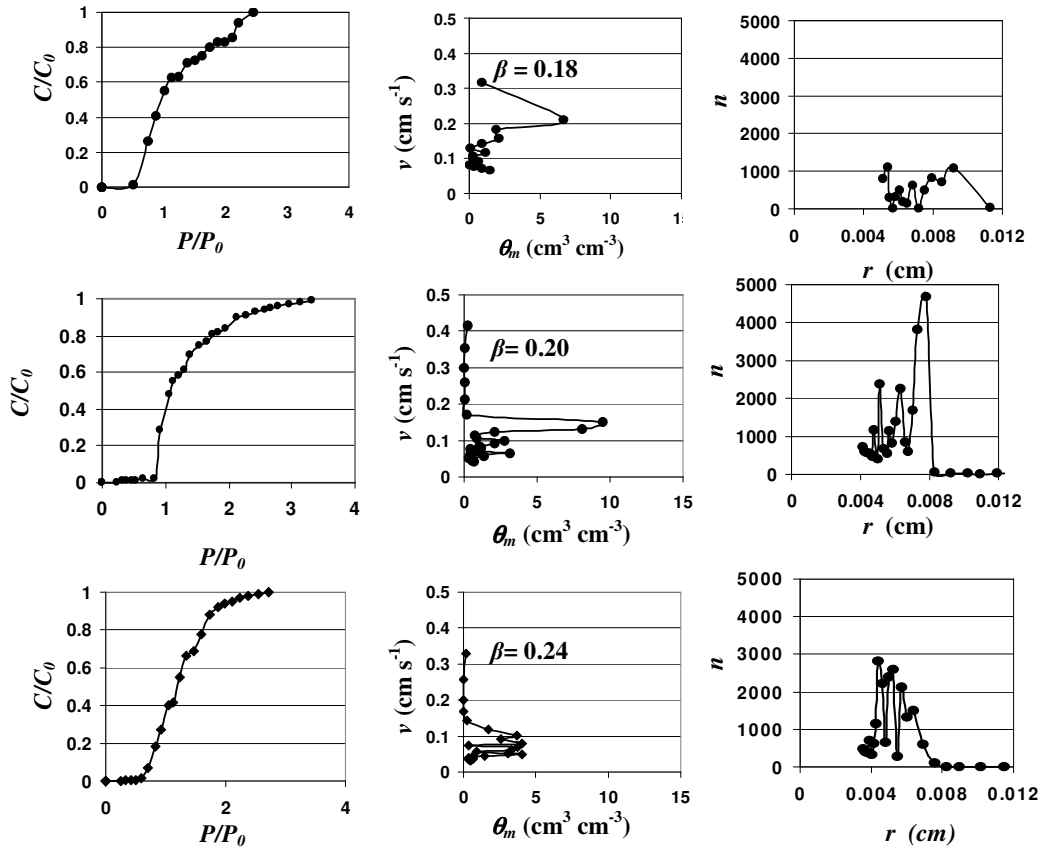 C/C₀
1
0.8
0.6
0.4
0.2
0
0 1 2 3 4
P/P₀
v (cm s⁻¹)
0.5
0.4
0.3
0.2
0.1
0
β = 0.18
0 5 10 15
θₘ (cm³ cm⁻³)
n
5000
4000
3000
2000
1000
0
0 0.004 0.008 0.012
r (cm)
C/C₀
1
0.8
0.6
0.4
0.2
0
0 1 2 3 4
P/P₀
v (cm s⁻¹)
0.5
0.4
0.3
0.2
0.1
0
β= 0.20
0 5 10 15
θₘ (cm³ cm⁻³)
n
5000
4000
3000
2000
1000
0
0 0.004 0.008 0.012
r (cm)
C/C₀
1
0.8
0.6
0.4
0.2
0
0 2 4
P/P₀
v (cm s⁻¹)
0.5
0.4
0.3
0.2
0.1
0
β= 0.24
0 5 10 15
θₘ (cm³ cm⁻³)
n
5000
4000
3000
2000
1000
0
0 0.004 0.008 0.012
r (cm)